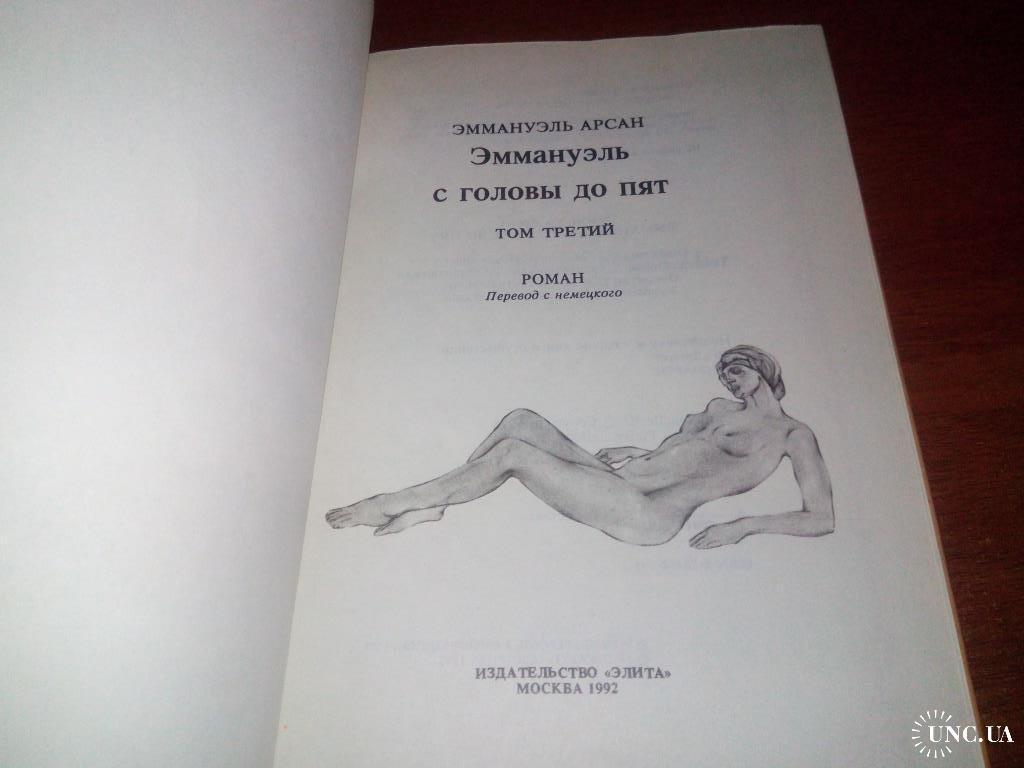 ЭММАНУЭЛЬ АРСАН
Эммануэль
С ГОЛОВЫ ДО ПЯТ
ТОМ ТРЕТИЙ
РОМАН
Перевод с немецкого
ИЗДАТЕЛЬСТВО «ЭЛИТА»
МОСКВА 1992
UNC.UA